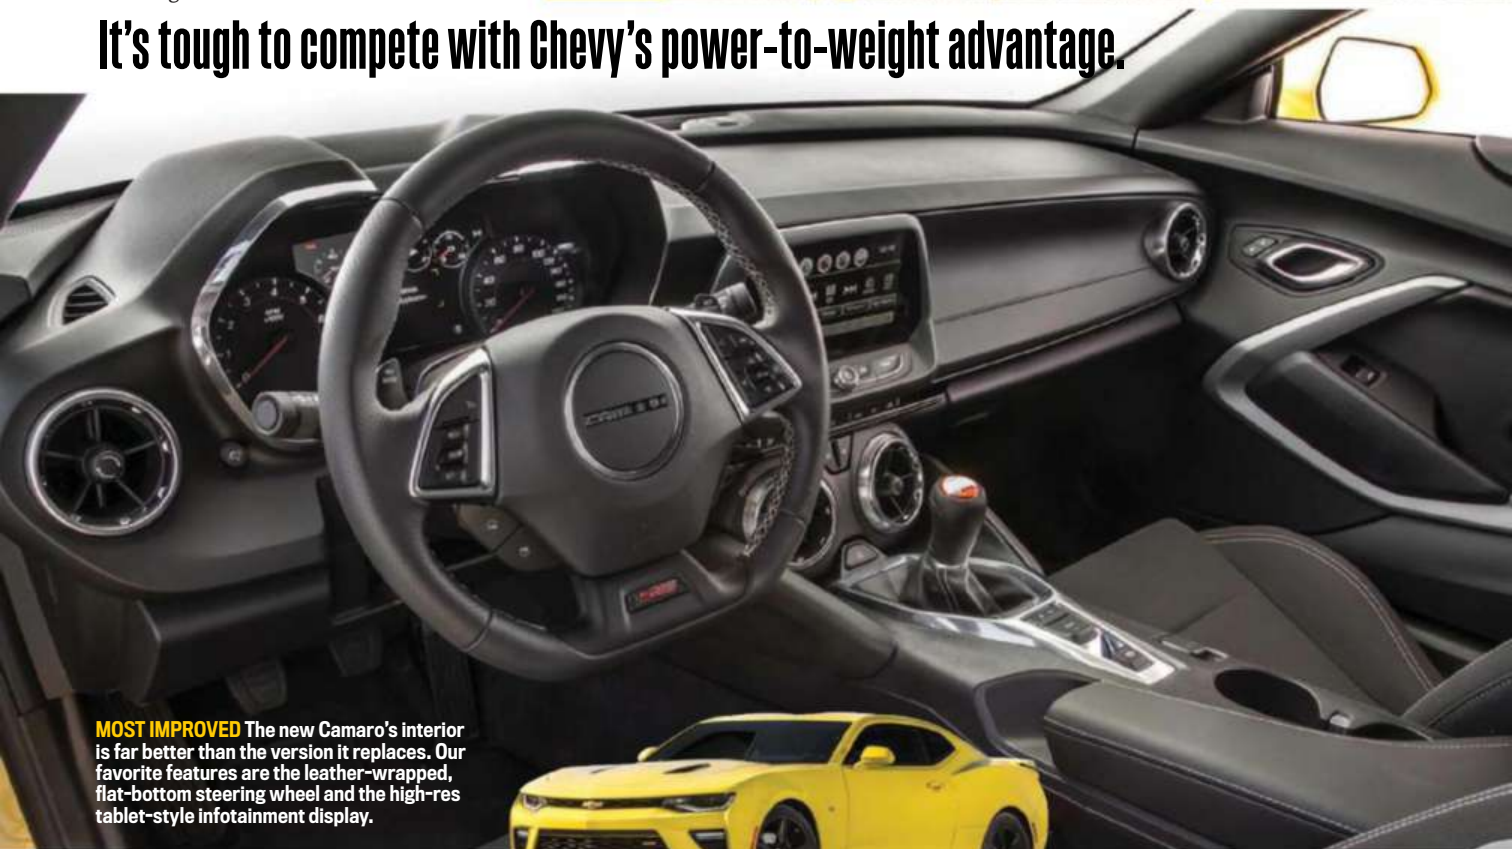 It's tough to compete with Chevy's power-to-weight advantage.
CAMARO
MOST IMPROVED The new Camaro's interior
is far better than the version it replaces. Our
favorite features are the leather-wrapped,
flat-bottom steering wheel and the high-res
tablet-style infotainment display.